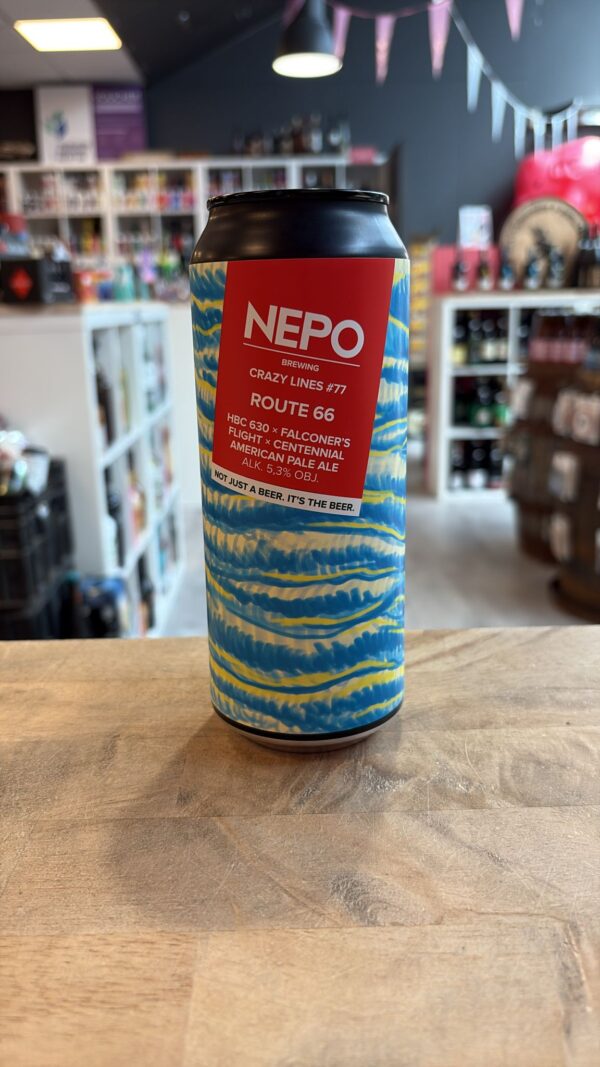 NEPO
BREWING
CRAZY LINES #77
ROUTE 66
HBC 630 × FALCONER'S
FLIGHT × CENTENNIAL
AMERICAN PALE ALE
ALK. 5,3% OBJ.
NOT JUST A BEER. IT'S THE BEER.